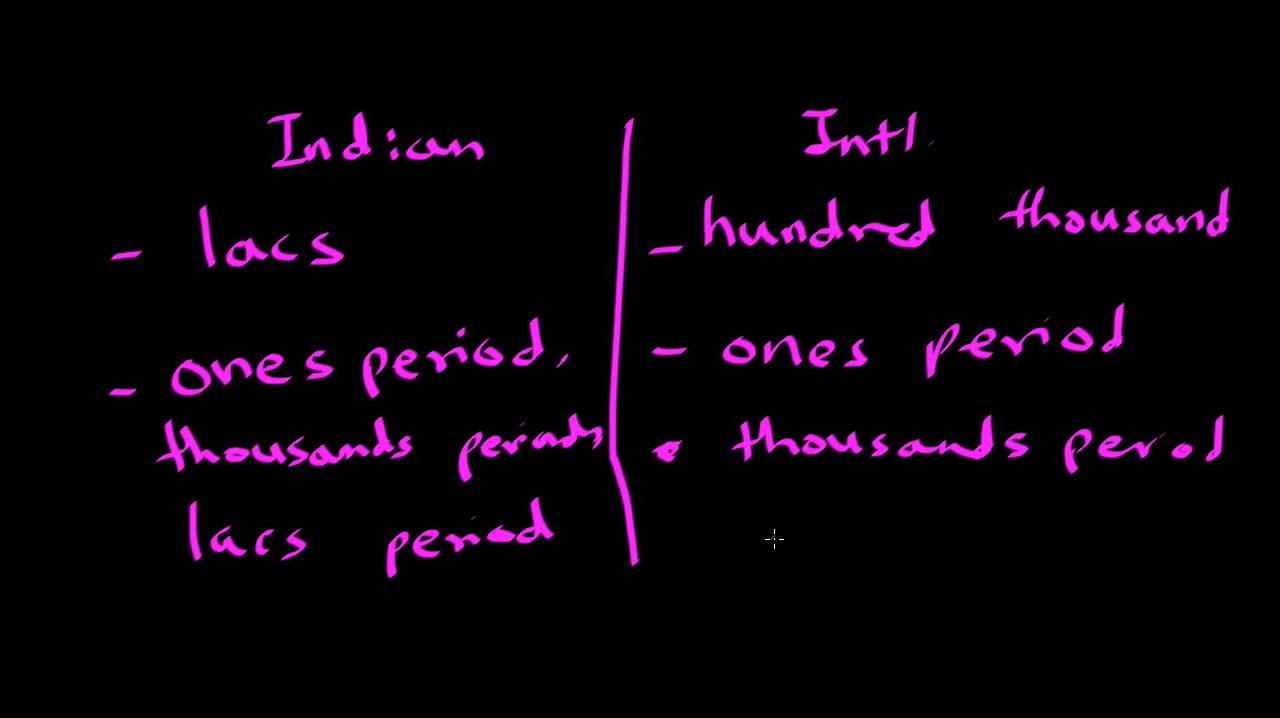 Indian
- lacs
- ones period,
thousands periods
lacs period
Intl.
- hundred thousand
- ones period
• thousands perod